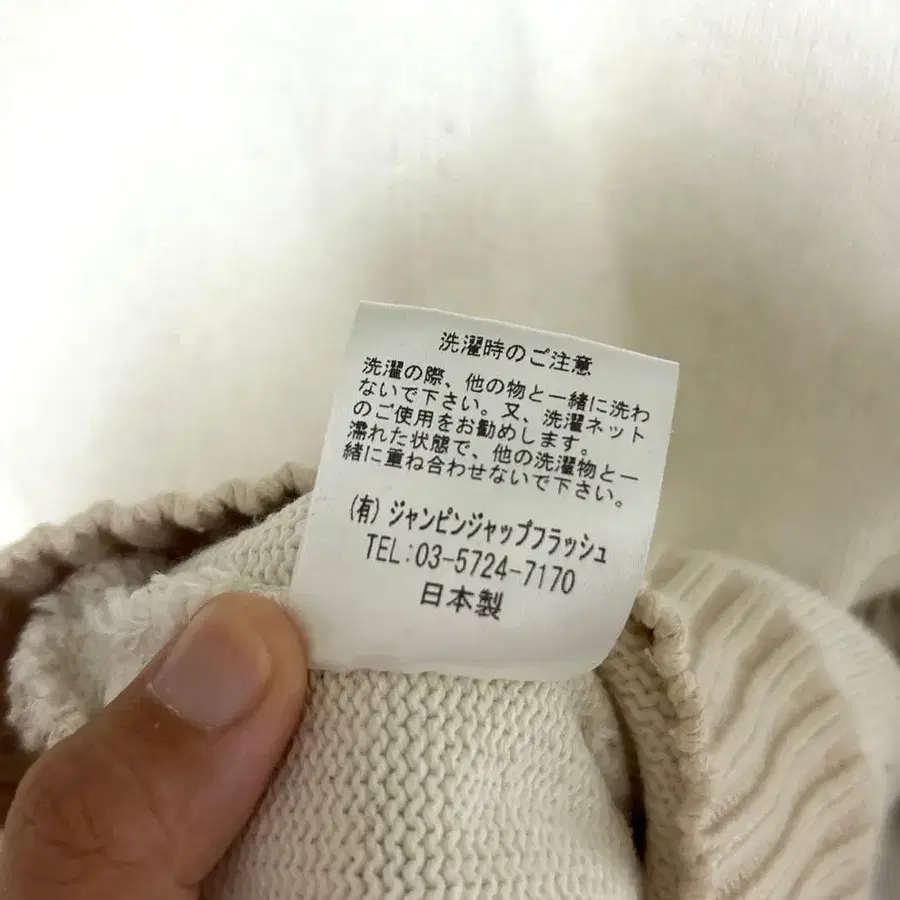 洗濯時のご注意
洗濯の際、他の物と一緒に洗わ
ないで下さい。又、洗濯ネット
のご使用をお勧めします。
濡れた状態で、他の洗濯物と一
緒に重ね合わせないで下さい。
(有)ジャンピンジャップフラッシュ
TEL:03-5724-7170
日本製